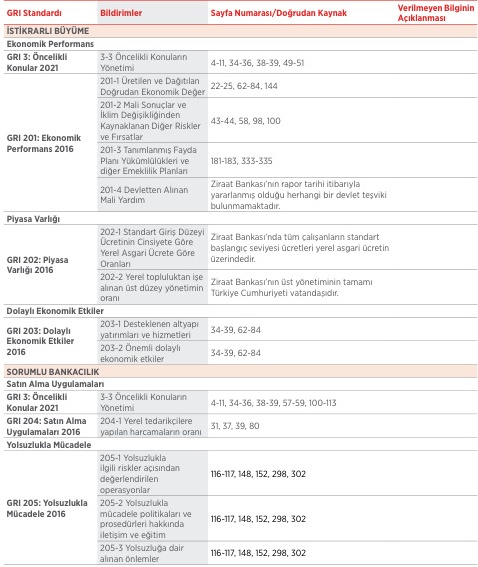 GRI Standardı Bildirimler Sayfa Numarası/Doğrudan Kaynak Verilmeyen Bilginin
Açıklanması
İSTİKRARLI BÜYÜME
Ekonomik Performans
GRI 3: Öncelikli
Konular 2021
3-3 Öncelikli Konuların
Yönetimi
4-11, 34-36, 38-39, 49-51
GRI 201: Ekonomik
Performans 2016
201-1 Üretilen ve Dağıtılan
Doğrudan Ekonomik Değer
22-25, 62-84, 144
201-2 Mali Sonuçlar ve
İklim Değişikliğinden
Kaynaklanan Diğer Riskler
ve Fırsatlar
43-44, 58, 98, 100
201-3 Tanımlanmış Fayda
Planı Yükümlülükleri ve
diğer Emeklilik Planları
181-183, 333-335
201-4 Devletten Alınan
Mali Yardım
Ziraat Bankası'nın rapor tarihi itibarıyla
yararlanmış olduğu herhangi bir devlet teşviki
bulunmamaktadır.
Piyasa Varlığı
GRI 202: Piyasa
Varlığı 2016
202-1 Standart Giriş Düzeyi
Ücretinin Cinsiyete Göre
Yerel Asgari Ücrete Göre
Oranları
Ziraat Bankası'nda tüm çalışanların standart
başlangıç seviyesi ücretleri yerel asgari ücretin
üzerindedir.
202-2 Yerel topluluktan işe
alınan üst düzey yönetimin
oranı
Ziraat Bankası'nın üst yönetiminin tamamı
Türkiye Cumhuriyeti vatandaşıdır.
Dolaylı Ekonomik Etkiler
GRI 203: Dolaylı
Ekonomik Etkiler
2016
203-1 Desteklenen altyapı
yatırımları ve hizmetleri
34-39, 62-84
203-2 Önemli dolaylı
ekonomik etkiler
34-39, 62-84
SORUMLU BANKACILIK
Satın Alma Uygulamaları
GRI 3: Öncelikli
Konular 2021
3-3 Öncelikli Konuların
Yönetimi
4-11, 34-36, 38-39, 57-59, 100-113
GRI 204: Satın Alma
Uygulamaları 2016
204-1 Yerel tedarikçilere
yapılan harcamaların oranı
31, 37, 39, 80
Yolsuzlukla Mücadele
GRI 205: Yolsuzlukla
Mücadele 2016
205-1 Yolsuzlukla
ilgili riskler açısından
değerlendirilen
operasyonlar
116-117, 148, 152, 298, 302
205-2 Yolsuzlukla
mücadele politikaları ve
prosedürleri hakkında
iletişim ve eğitim
116-117, 148, 152, 298, 302
205-3 Yolsuzluğa dair
alınan önlemler
116-117, 148, 152, 298, 302